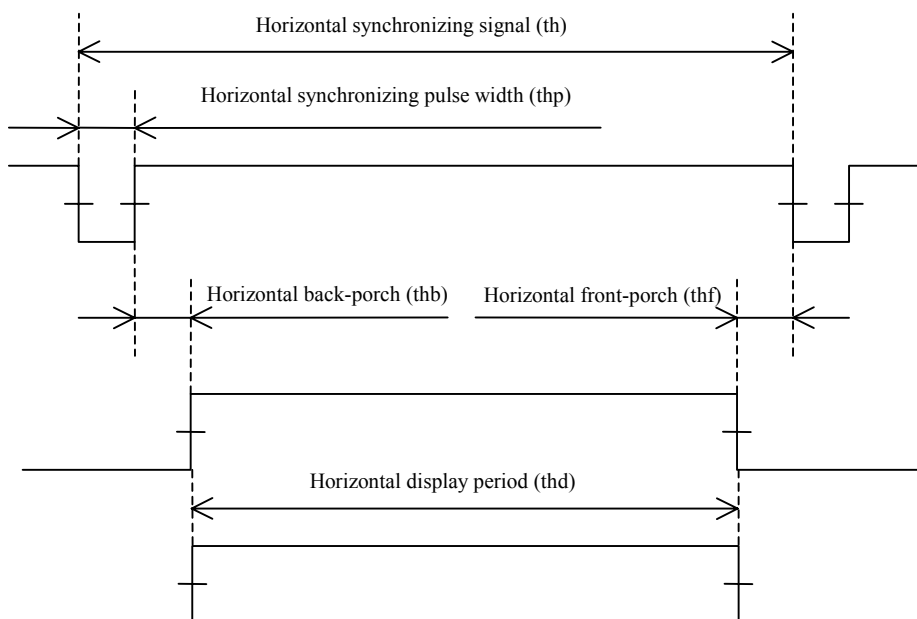 Horizontal synchronizing signal (th)
Horizontal synchronizing pulse width (thp)
Horizontal back-porch (thb)
Horizontal front-porch (thf)
Horizontal display period (thd)